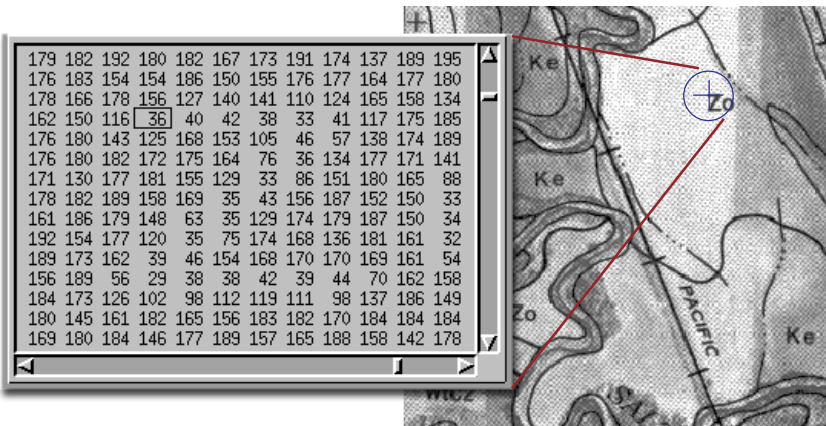 179 182 192 180 182 167 173 191 174 137 189 195
176 183 154 154 186 150 155 176 177 164 177 180
178 166 178 156 127 140 141 110 124 165 158 134
162 150 116 36 40 42 38 33 41 117 175 185
176 180 143 125 168 153 105 46 57 138 174 189
176 180 182 172 175 164 76 36 134 177 171 141
171 130 177 181 155 129 33 86 151 180 165 88
178 182 189 158 169 35 43 156 187 152 150 33
161 186 179 148 63 35 129 174 179 187 150 34
192 154 177 120 35 75 174 168 136 181 161 32
189 173 162 39 46 154 168 170 170 169 161 54
156 189 56 29 38 38 42 39 44 70 162 158
184 173 126 102 98 112 119 111 98 137 186 149
180 145 161 182 165 156 183 182 170 184 184 184
169 180 184 146 177 189 157 165 188 158 142 178
Ke
Zo
Ke
PACIFIC
Zo
Ke